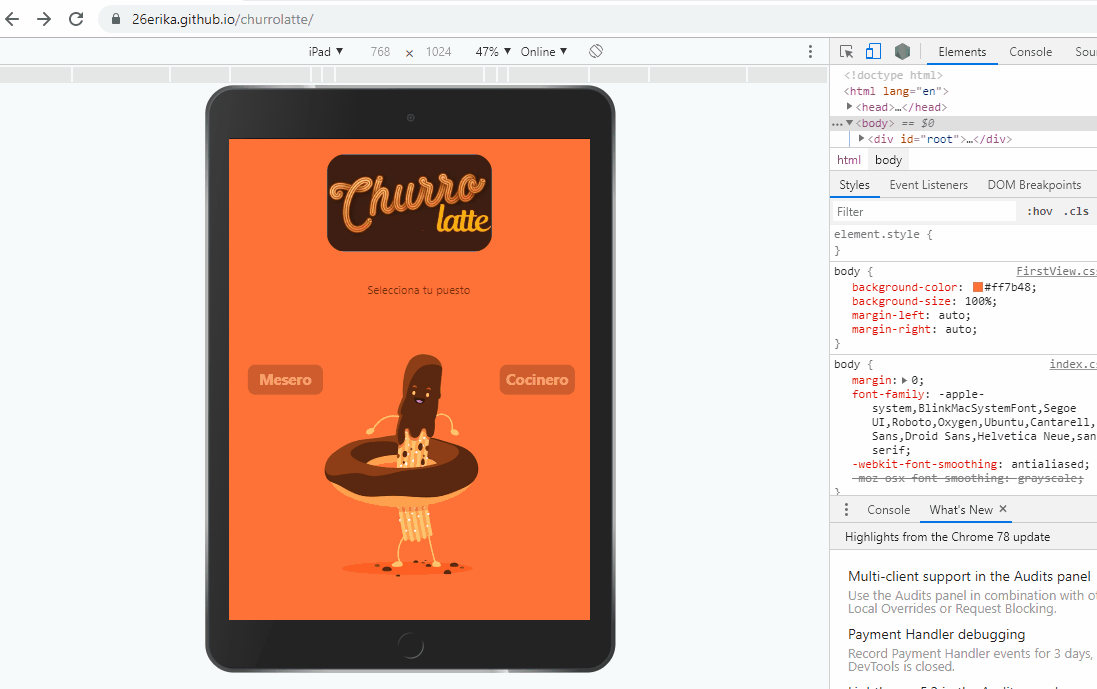 26erika.github.io/churrolatte/
iPad ▼ 768 × 1024 47% ▼ Online ▼
Elements Console Sou
<!doctype html>
<html lang="en">
▶<head>…</head>
…▼<body> == $0
▶<div id="root">…</div>
html body
Styles Event Listeners DOM Breakpoints
Filter :hov .cls
element.style {
}
body { FirstView.cs
background-color: #ff7b48;
background-size: 100%;
margin-left: auto;
margin-right: auto;
}
body { index.c
margin:▶0;
font-family: -apple-
system,BlinkMacSystemFont,Segoe
UI,Roboto,Oxygen,Ubuntu,Cantarell,
Sans,Droid Sans,Helvetica Neue,san
serif;
-webkit-font-smoothing: antialiased;
-moz-osx-font-smoothing: grayscale;
}
Console What's New ×
Highlights from the Chrome 78 update
Multi-client support in the Audits panel
Use the Audits panel in combination with ot
Local Overrides or Request Blocking.
Payment Handler debugging
Record Payment Handler events for 3 days,
DevTools is closed.
Churro
latte
Selecciona tu puesto
Mesero
Cocinero